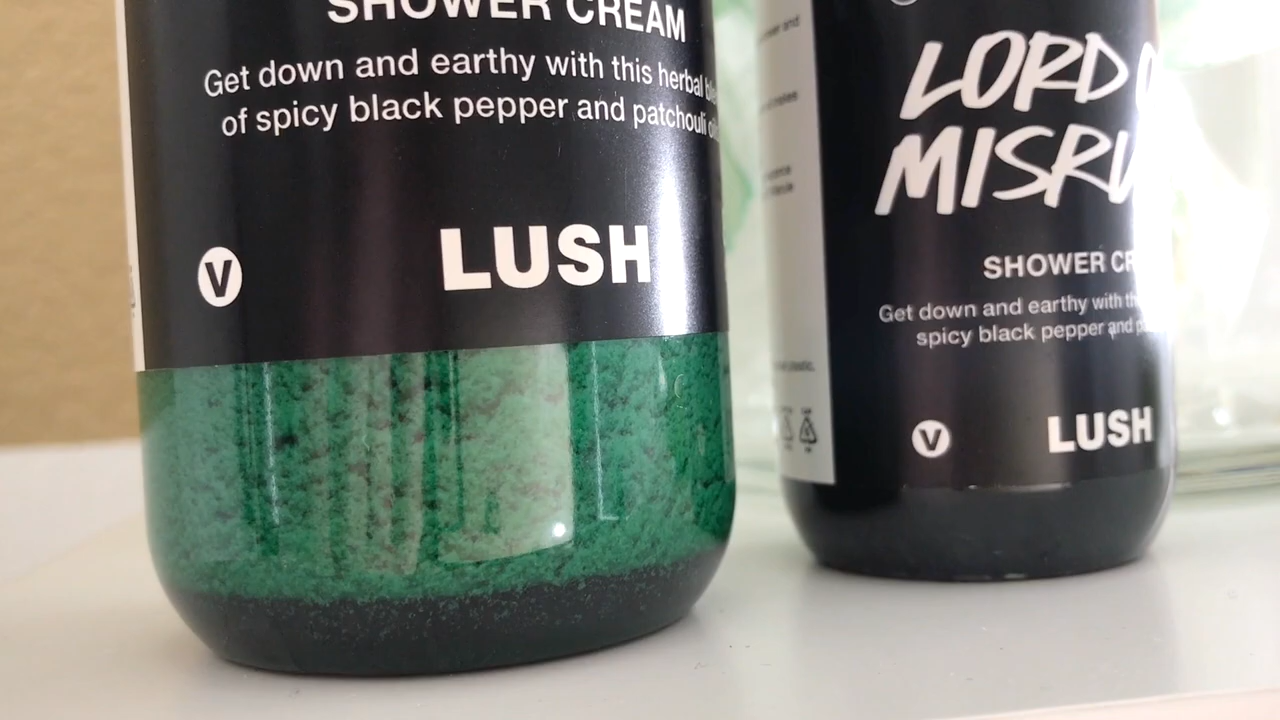 SHOWER CREAM
Get down and earthy with this herbal
of spicy black pepper and patchouli
V
LUSH
LORD
MISRU
SHOWER CR
Get down and earthy with th
spicy black pepper and p
V
LUSH